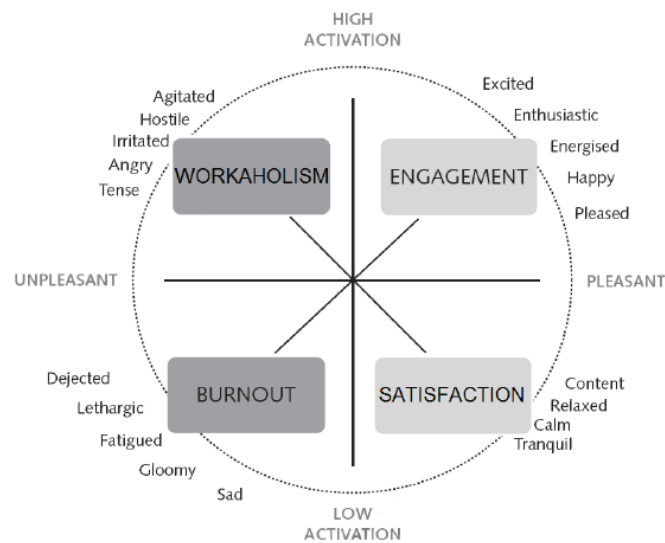 HIGH
ACTIVATION
Excited
Agitated
Enthusiastic
Hostile
Irritated
Energised
Angry
WORKAHOLISM
ENGAGEMENT
Happy
Tense
Pleased
UNPLEASANT
PLEASANT
Dejected
Content
BURNOUT
SATISFACTION
Lethargic
Relaxed
Calm
Fatigued
Tranquil
Gloomy
Sad
LOW
ACTIVATION